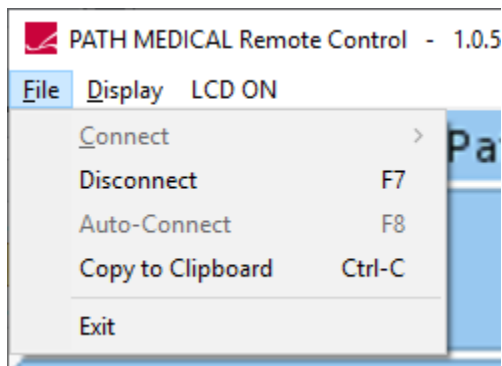 PATH MEDICAL Remote Control - 1.0.5
File Display LCD ON
Connect >
Disconnect F7
Auto-Connect F8
Copy to Clipboard Ctrl-C
Exit